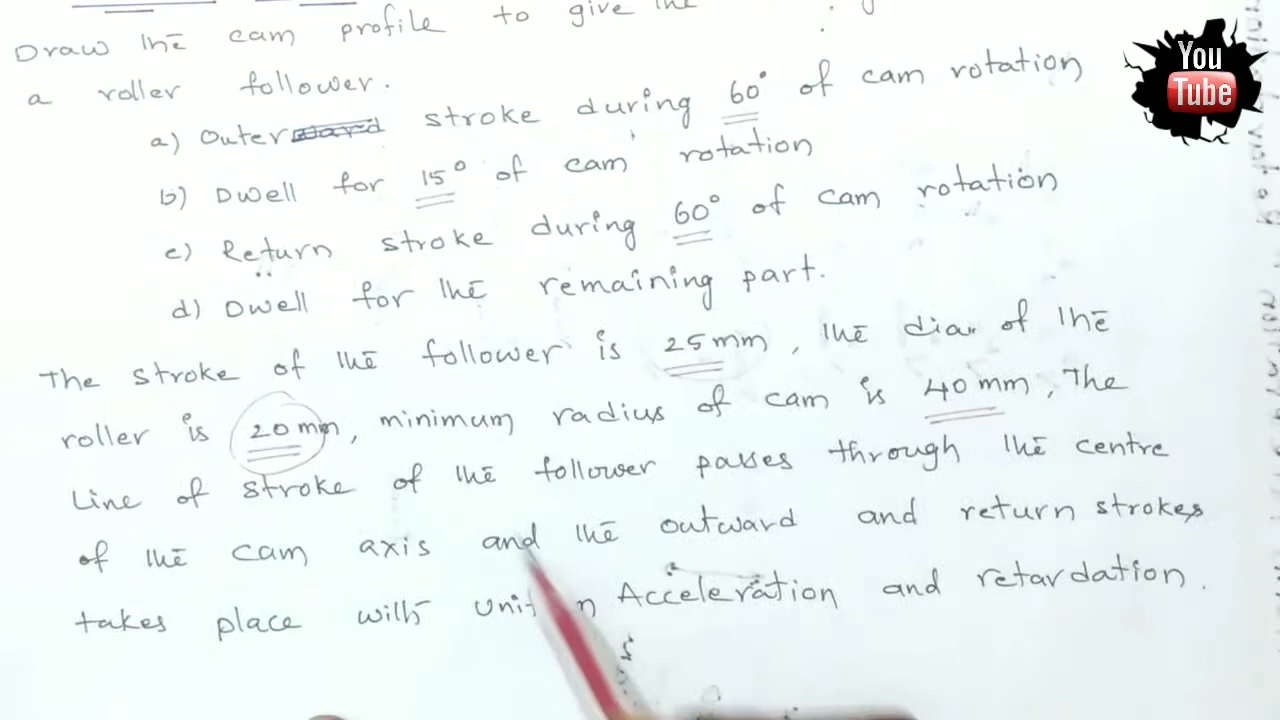 Draw the cam profile to give the
a roller follower.
a) Outer stroke during 60° of cam rotation
b) Dwell for 15° of cam rotation
c) Return stroke during 60° of cam rotation
d) Dwell for the remaining part.
The stroke of the follower is 25mm, the dia. of the
roller is 20mm, minimum radius of cam is 40mm, The
Line of stroke of the follower passes through the centre
of the cam axis and the outward and return strokes
takes place with Acceleration and retardation.
You
Tube